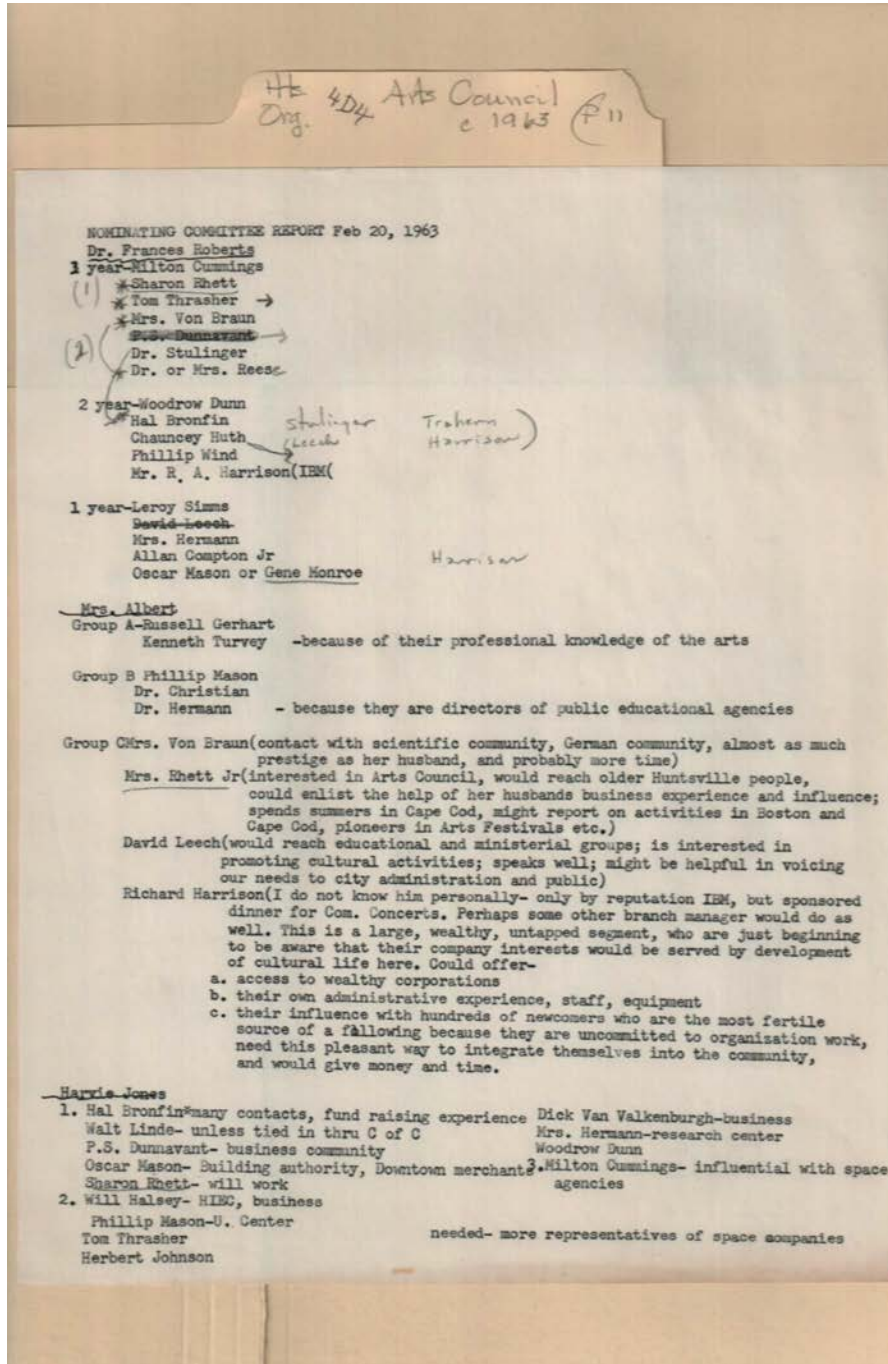 Hts 4D4 Arts Council
Org. c 1963 F 11
NOMINATING COMMITTEE REPORT Feb 20, 1963
Dr. Frances Roberts
3 year-Milton Cummings
(1) *Sharon Rhett
*Tom Thrasher →
*Mrs. Von Braun
P.S. Dunnavant →
(2) Dr. Stulinger
*Dr. or Mrs. Reese
2 year-Woodrow Dunn
*Hal Bronfin Stulinger Trahern )
Chauncey Huth (Leech Harrison
Phillip Wind
Mr. R. A. Harrison(IBM(
1 year-Leroy Simms
David Leech
Mrs. Hermann
Allan Compton Jr Harrison
Oscar Mason or Gene Monroe
Mrs. Albert
Group A-Russell Gerhart
Kenneth Turvey -because of their professional knowledge of the arts
Group B Phillip Mason
Dr. Christian
Dr. Hermann - because they are directors of public educational agencies
Group CMrs. Von Braun(contact with scientific community, German community, almost as much
prestige as her husband, and probably more time)
Mrs. Rhett Jr(interested in Arts Council, would reach older Huntsville people,
could enlist the help of her husbands business experience and influence;
spends summers in Cape Cod, might report on activities in Boston and
Cape Cod, pioneers in Arts Festivals etc.)
David Leech(would reach educational and ministerial groups; is interested in
promoting cultural activities; speaks well; might be helpful in voicing
our needs to city administration and public)
Richard Harrison(I do not know him personally- only by reputation IBM, but sponsored
dinner for Com. Concerts. Perhaps some other branch manager would do as
well. This is a large, wealthy, untapped segment, who are just beginning
to be aware that their company interests would be served by development
of cultural life here. Could offer-
a. access to wealthy corporations
b. their own administrative experience, staff, equipment
c. their influence with hundreds of newcomers who are the most fertile
source of a following because they are uncommitted to organization work,
need this pleasant way to integrate themselves into the community,
and would give money and time.
Harvie Jones
1. Hal Bronfin*many contacts, fund raising experience Dick Van Valkenburgh-business
Walt Linde- unless tied in thru C of C Mrs. Hermann-research center
P.S. Dunnavant- business community Woodrow Dunn
Oscar Mason- Building authority, Downtown merchant 3.Milton Cummings- influential with space
Sharon Rhett- will work agencies
2. Will Halsey- HIEC, business
Phillip Mason-U. Center
Tom Thrasher needed- more representatives of space companies
Herbert Johnson